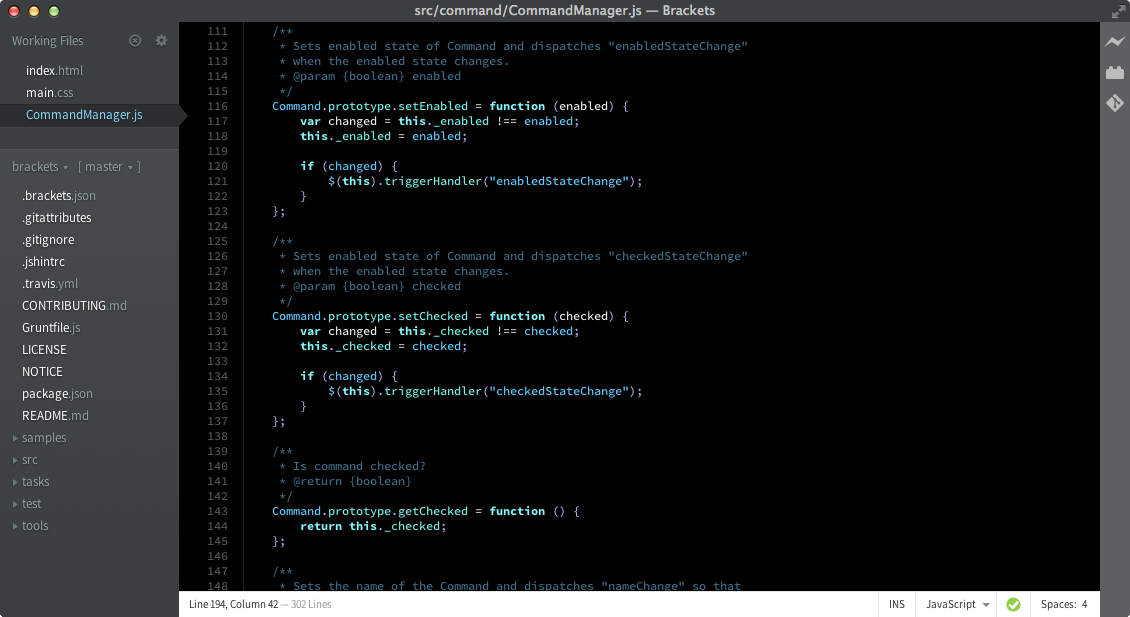 src/command/CommandManager.js — Brackets
Working Files
index.html
main.css
CommandManager.js
brackets
[ master ]
.brackets.json
.gitattributes
.gitignore
.jshintrc
.travis.yml
CONTRIBUTING.md
Gruntfile.js
LICENSE
NOTICE
package.json
README.md
samples
src
tasks
test
tools
111 /**
112 * Sets enabled state of Command and dispatches "enabledStateChange"
113 * when the enabled state changes.
114 * @param {boolean} enabled
115 */
116 Command.prototype.setEnabled = function (enabled) {
117 var changed = this._enabled !== enabled;
118 this._enabled = enabled;
119
120 if (changed) {
121 $(this).triggerHandler("enabledStateChange");
122 }
123 };
124
125 /**
126 * Sets enabled state of Command and dispatches "checkedStateChange"
127 * when the enabled state changes.
128 * @param {boolean} checked
129 */
130 Command.prototype.setChecked = function (checked) {
131 var changed = this._checked !== checked;
132 this._checked = checked;
133
134 if (changed) {
135 $(this).triggerHandler("checkedStateChange");
136 }
137 };
138
139 /**
140 * Is command checked?
141 * @return {boolean}
142 */
143 Command.prototype.getChecked = function () {
144 return this._checked;
145 };
146
147 /**
148 * Sets the name of the Command and dispatches "nameChange" so that
Line 194, Column 42 — 302 Lines
INS
JavaScript
Spaces: 4